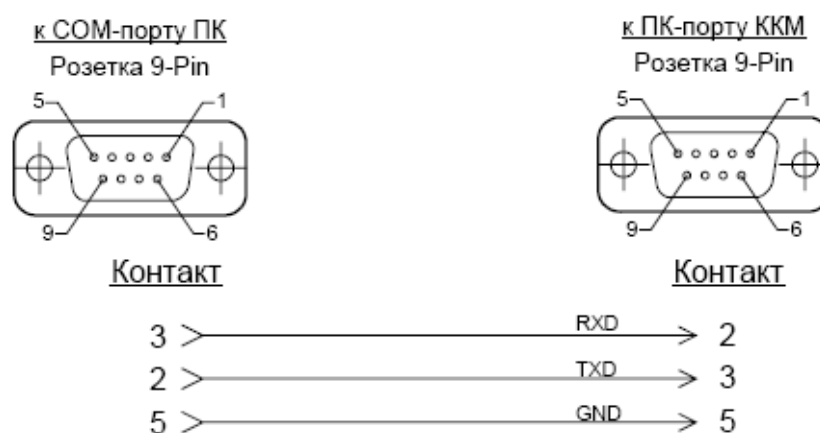 к COM-порту ПК
Розетка 9-Pin
5
1
9
6
к ПК-порту ККМ
Розетка 9-Pin
5
1
9
6
Контакт
Контакт
3 RXD 2
2 TXD 3
5 GND 5